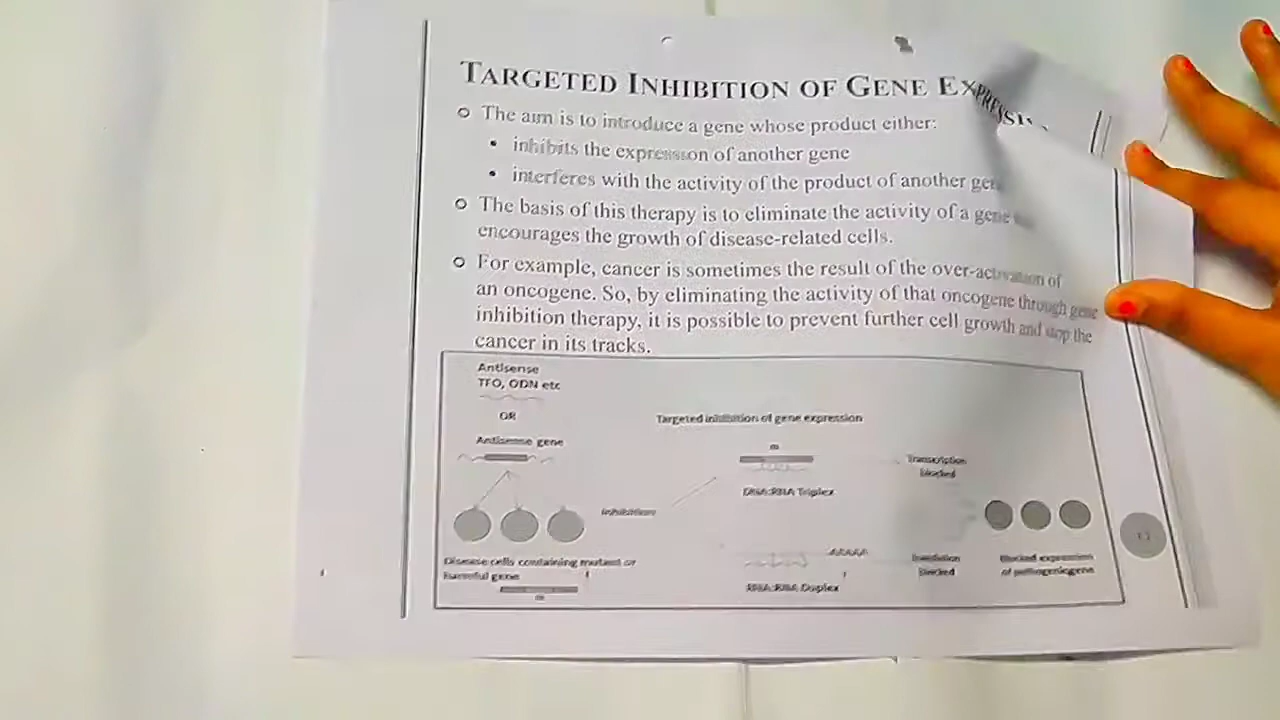 TARGETED INHIBITION OF GENE EXPRESSION
The aim is to introduce a gene whose product either:
inhibits the expression of another gene
interferes with the activity of the product of another gene
The basis of this therapy is to eliminate the activity of a gene
encourages the growth of disease-related cells.
For example, cancer is sometimes the result of the over-activation of
an oncogene. So, by eliminating the activity of that oncogene through gene
inhibition therapy, it is possible to prevent further cell growth and stop the
cancer in its tracks.
Antisense
TFO, ODN etc
OR
Antisense gene
Targeted inhibition of gene expression
m
Transcription
blocked
DNA:RNA Triplex
Inhibition
AAAAA
Disease cells containing mutant or
harmful gene
m
Translation
blocked
RNA:RNA Duplex
Blocked expression
of